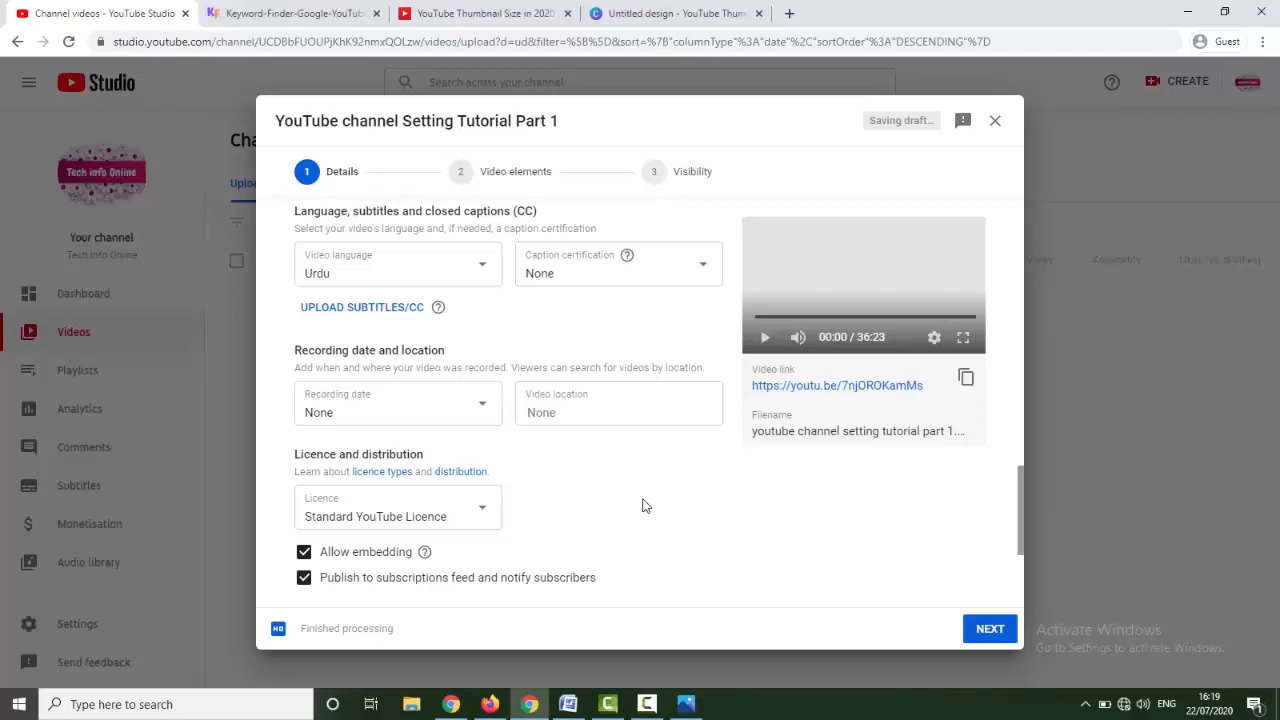 Channel videos - YouTube Studio
Keyword-Finder-Google-YouTube
YouTube Thumbnail Size in 2020
Untitled design - YouTube Thum
studio.youtube.com/channel/UCDBbFUOUPjKhK92nmxQOLzw/videos/upload?d=ud&filter=%5B%5D&sort=%7B"columnType"%3A"date"%2C"sortOrder"%3A"DESCENDING"%7D
Guest
Studio
Search across your channel
CREATE
Cha
Uploa
Tech info Online
Your channel
Tech.info Online
Dashboard
Videos
Playlists
Analytics
Comments
Subtitles
Monetisation
Audio library
Settings
Send feedback
Views
Comments
YouTube channel Setting Tutorial Part 1
Saving draft...
1 Details
2 Video elements
3 Visibility
Language, subtitles and closed captions (CC)
Select your video's language and, if needed, a caption certification
Video language
Urdu
Caption certification
None
UPLOAD SUBTITLES/CC
Recording date and location
Add when and where your video was recorded. Viewers can search for videos by location.
Recording date
None
Video location
None
Licence and distribution
Learn about licence types and distribution.
Licence
Standard YouTube Licence
Allow embedding
Publish to subscriptions feed and notify subscribers
00:00 / 36:23
Video link
https://youtu.be/7njOROKamMs
Filename
youtube channel setting tutorial part 1....
HD
Finished processing
NEXT
Activate Windows
Go to Settings to activate Windows.
Type here to search
ENG
16:19
22/07/2020